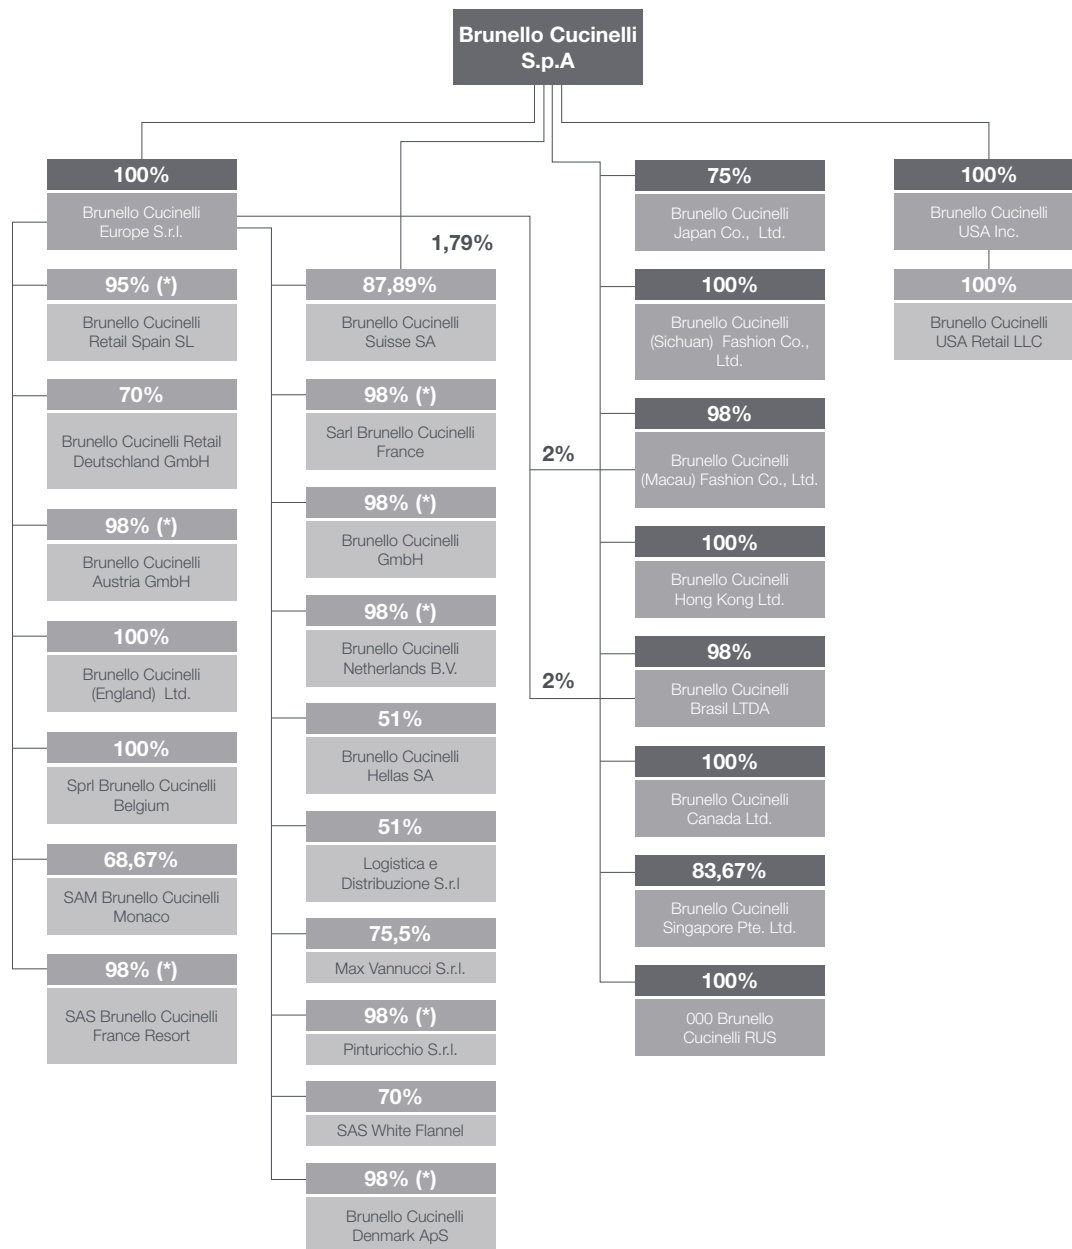 Brunello Cucinelli
S.p.A
100%
Brunello Cucinelli
Europe S.r.l.
95% (*)
Brunello Cucinelli
Retail Spain SL
70%
Brunello Cucinelli Retail
Deutschland GmbH
98% (*)
Brunello Cucinelli
Austria GmbH
100%
Brunello Cucinelli
(England) Ltd.
100%
Sprl Brunello Cucinelli
Belgium
68,67%
SAM Brunello Cucinelli
Monaco
98% (*)
SAS Brunello Cucinelli
France Resort
1,79%
87,89%
Brunello Cucinelli
Suisse SA
98% (*)
Sarl Brunello Cucinelli
France
98% (*)
Brunello Cucinelli
GmbH
98% (*)
Brunello Cucinelli
Netherlands B.V.
51%
Brunello Cucinelli
Hellas SA
51%
Logistica e
Distribuzione S.r.l
75,5%
Max Vannucci S.r.l.
98% (*)
Pinturicchio S.r.l.
70%
SAS White Flannel
98% (*)
Brunello Cucinelli
Denmark ApS
2%
2%
75%
Brunello Cucinelli
Japan Co., Ltd.
100%
Brunello Cucinelli
(Sichuan) Fashion Co.,
Ltd.
98%
Brunello Cucinelli
(Macau) Fashion Co., Ltd.
100%
Brunello Cucinelli
Hong Kong Ltd.
98%
Brunello Cucinelli
Brasil LTDA
100%
Brunello Cucinelli
Canada Ltd.
83,67%
Brunello Cucinelli
Singapore Pte. Ltd.
100%
000 Brunello
Cucinelli RUS
100%
Brunello Cucinelli
USA Inc.
100%
Brunello Cucinelli
USA Retail LLC